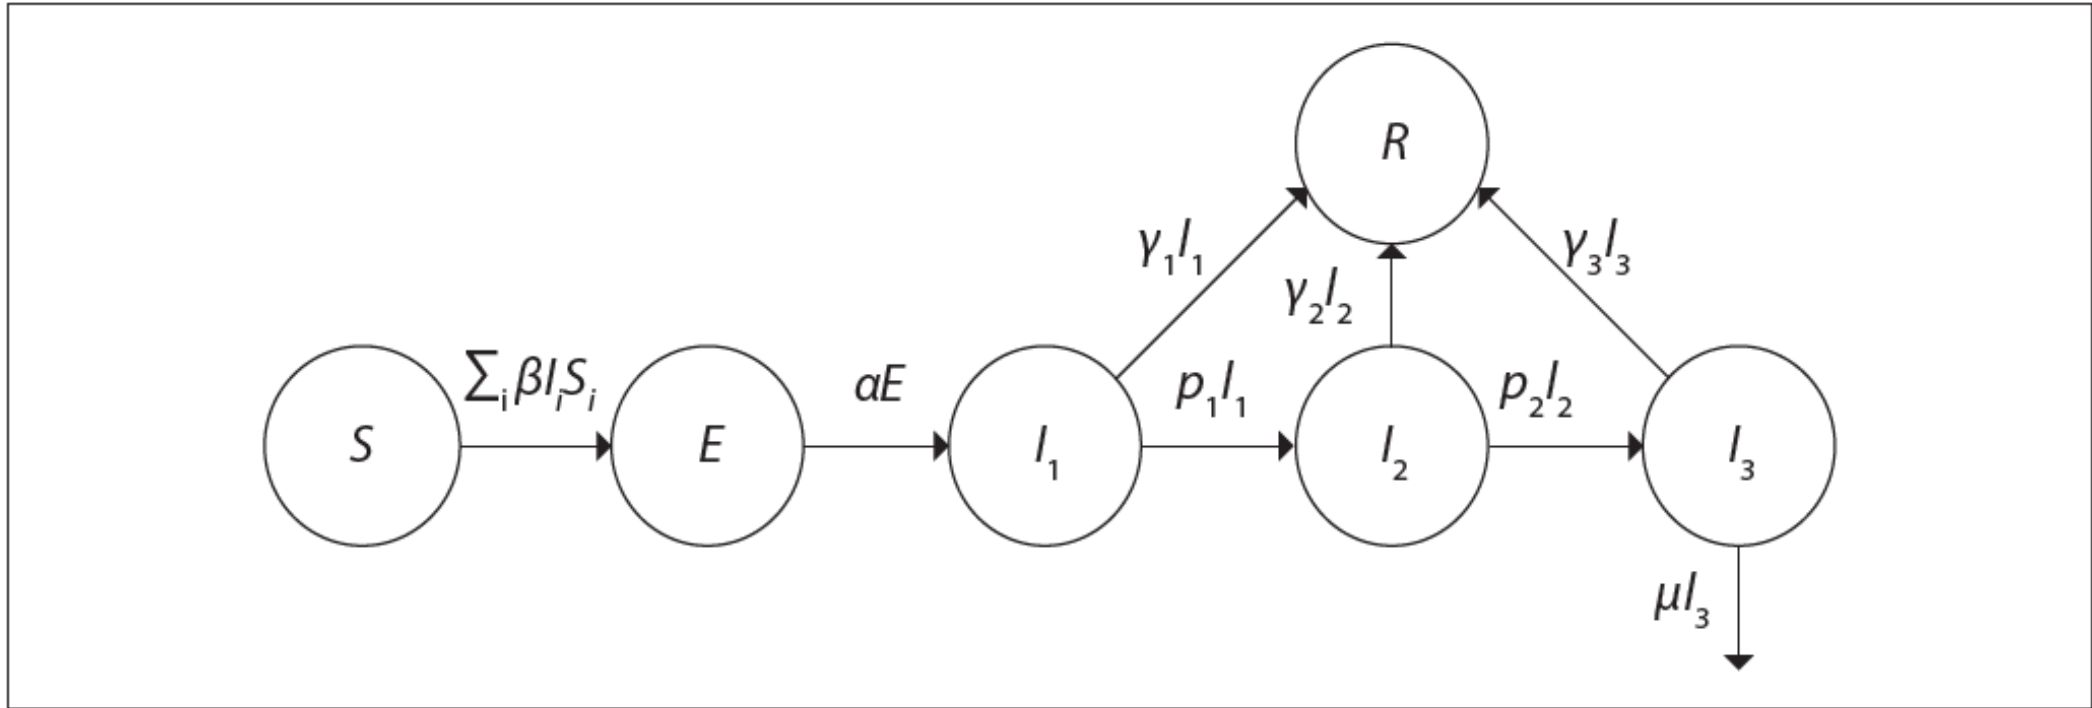 R
γ₁I₁
γ₂I₂
γ₃I₃
∑ᵢβIᵢSᵢ
αE
p₁I₁
p₂I₂
S
E
I₁
I₂
I₃
μI₃